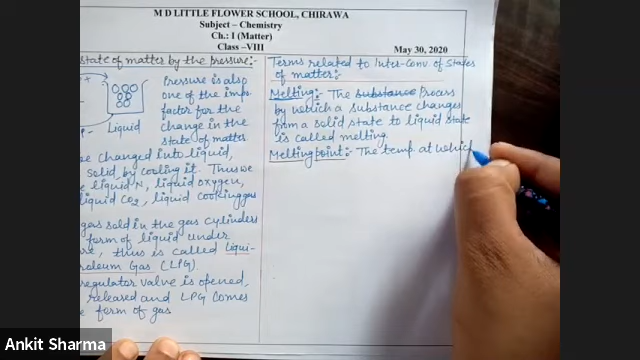 M D LITTLE FLOWER SCHOOL, CHIRAWA
Subject – Chemistry
Ch.: I (Matter)
Class –VIII
May 30, 2020
state of matter by the pressure:-
Pressure is also
one of the imp.
factor for the
change in the
state of matter
Liquid
be changed into liquid,
solid, by cooling it. Thus we
liquid N, liquid oxygen,
liquid CO2, liquid cooking gas
gas sold in the gas cylinders
form of liquid under
thus is called Liqui-
roleum Gas (LPG).
regulator valve is opened,
released and LPG comes
form of gas
Terms related to Inter-Conv. of States
of matter:-
Melting:- The substance Process
by which a substance changes
from a solid state to liquid state
is called melting.
Melting point:- The temp. at which
Ankit Sharma